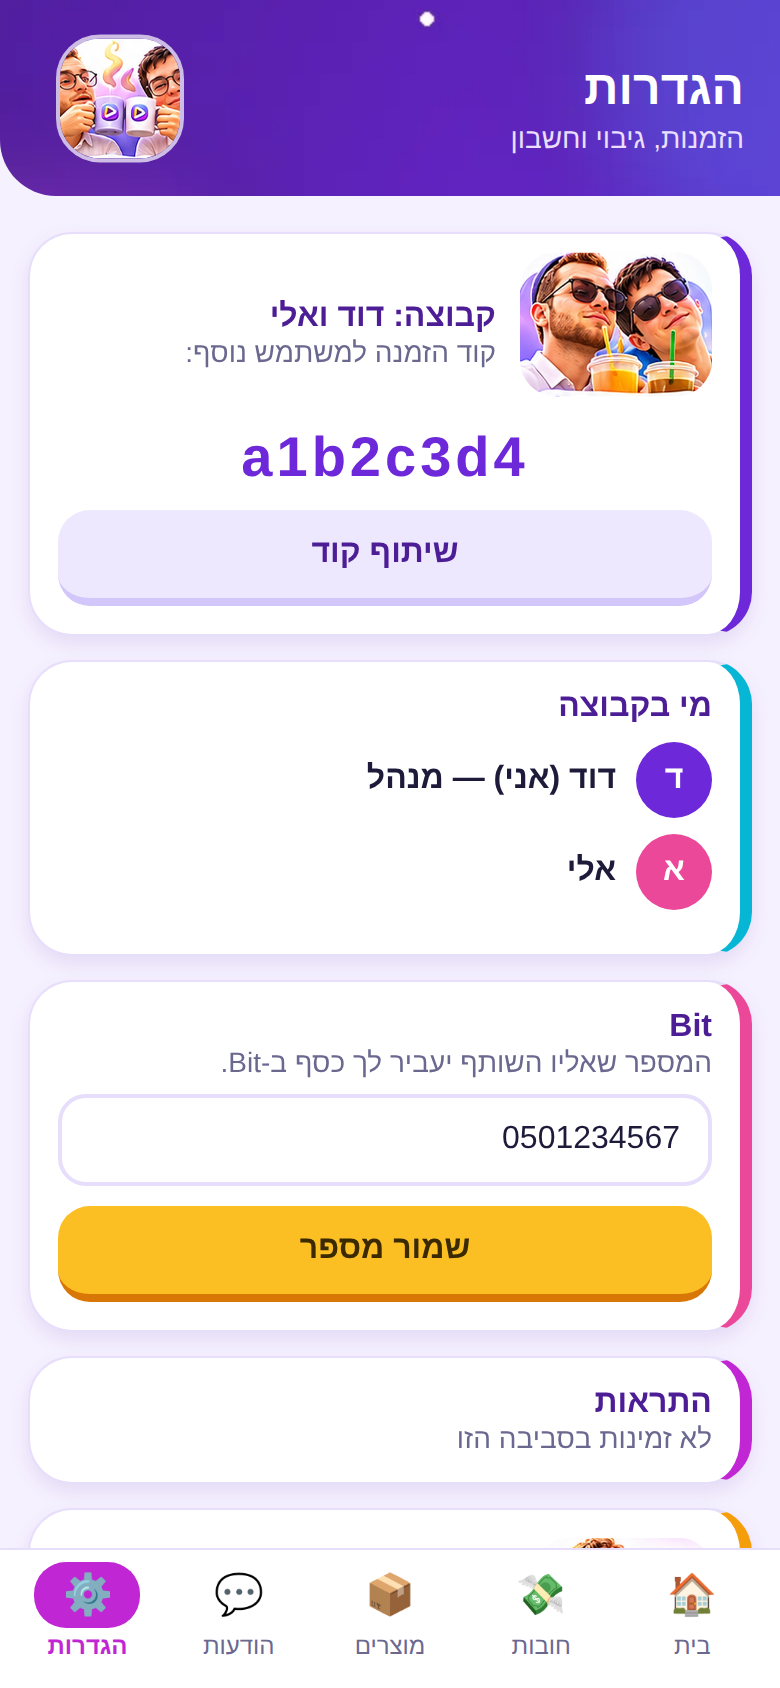 הגדרות
הזמנות, גיבוי וחשבון
קבוצה: דוד ואלי
קוד הזמנה למשתמש נוסף:
a1b2c3d4
שיתוף קוד
מי בקבוצה
ד
דוד (אני) — מנהל
א
אלי
Bit
המספר שאליו השותף יעביר לך כסף ב-Bit.
0501234567
שמור מספר
התראות
לא זמינות בסביבה הזו
בית
חובות
מוצרים
הודעות
הגדרות